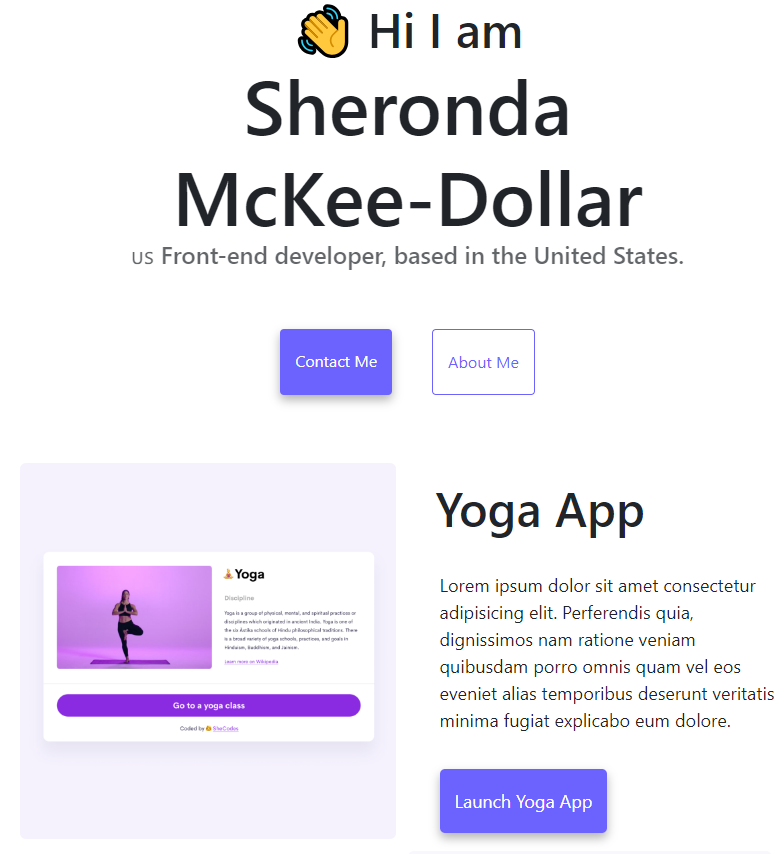 👋 Hi I am
Sheronda
McKee-Dollar
us Front-end developer, based in the United States.
Contact Me
About Me
🧘Yoga
Discipline
Yoga is a group of physical, mental, and spiritual practices or
disciplines which originated in ancient India. Yoga is one of
the six Āstika schools of Hindu philosophical traditions. There
is a broad variety of yoga schools, practices, and goals in
Hinduism, Buddhism, and Jainism.
Learn more on Wikipedia
Go to a yoga class
Coded by SheCodes
Yoga App
Lorem ipsum dolor sit amet consectetur
adipisicing elit. Perferendis quia,
dignissimos nam ratione veniam
quibusdam porro omnis quam vel eos
eveniet alias temporibus deserunt veritatis
minima fugiat explicabo eum dolore.
Launch Yoga App